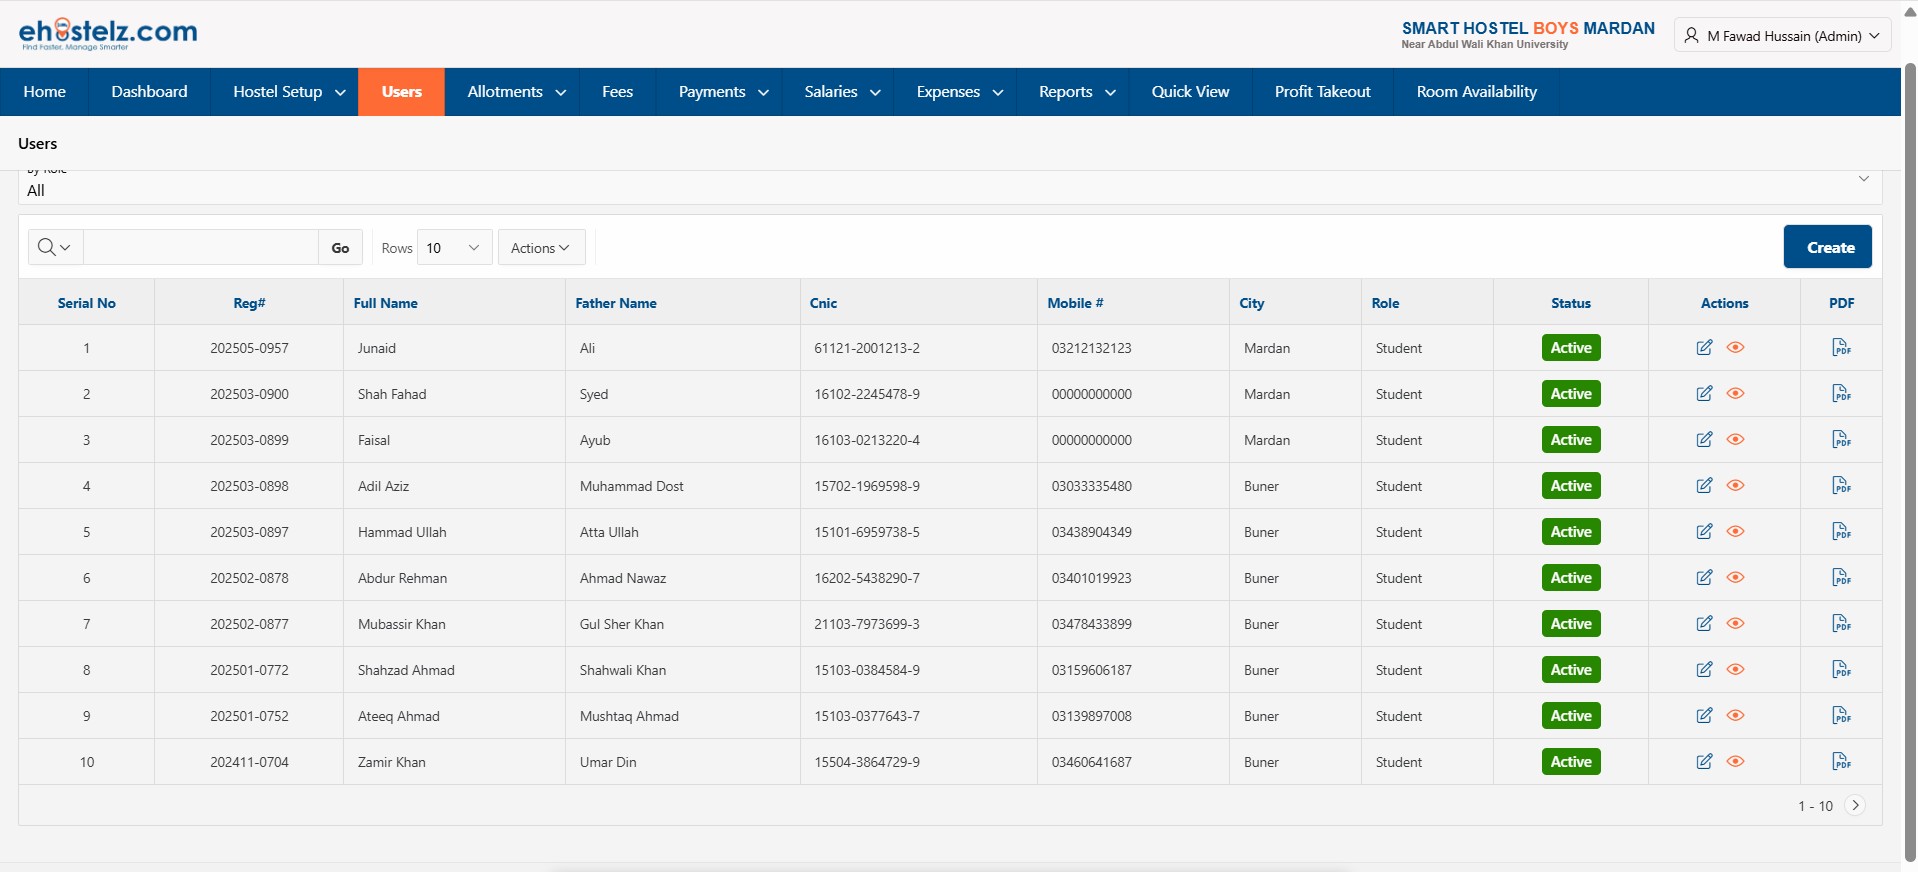 ehostelz.com
Find Faster, Manage Smarter
SMART HOSTEL BOYS MARDAN
Near Abdul Wali Khan University
M Fawad Hussain (Admin)
Home Dashboard Hostel Setup Users Allotments Fees Payments Salaries Expenses Reports Quick View Profit Takeout Room Availability
Users
By Role
All
Go Rows 10 Actions Create
Serial No Reg# Full Name Father Name Cnic Mobile # City Role Status Actions PDF
1 202505-0957 Junaid Ali 61121-2001213-2 03212132123 Mardan Student Active PDF
2 202503-0900 Shah Fahad Syed 16102-2245478-9 00000000000 Mardan Student Active PDF
3 202503-0899 Faisal Ayub 16103-0213220-4 00000000000 Mardan Student Active PDF
4 202503-0898 Adil Aziz Muhammad Dost 15702-1969598-9 03033335480 Buner Student Active PDF
5 202503-0897 Hammad Ullah Atta Ullah 15101-6959738-5 03438904349 Buner Student Active PDF
6 202502-0878 Abdur Rehman Ahmad Nawaz 16202-5438290-7 03401019923 Buner Student Active PDF
7 202502-0877 Mubassir Khan Gul Sher Khan 21103-7973699-3 03478433899 Buner Student Active PDF
8 202501-0772 Shahzad Ahmad Shahwali Khan 15103-0384584-9 03159606187 Buner Student Active PDF
9 202501-0752 Ateeq Ahmad Mushtaq Ahmad 15103-0377643-7 03139897008 Buner Student Active PDF
10 202411-0704 Zamir Khan Umar Din 15504-3864729-9 03460641687 Buner Student Active PDF
1 - 10